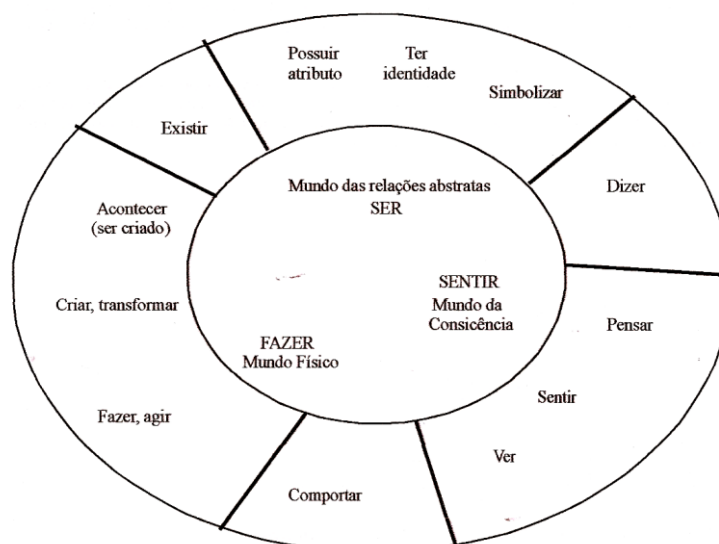 Possuir
atributo
Ter
identidade
Simbolizar
Existir
Dizer
Mundo das relações abstratas
SER
Acontecer
(ser criado)
SENTIR
Mundo da
Consicência
Criar, transformar
Pensar
FAZER
Mundo Físico
Sentir
Fazer, agir
Ver
Comportar